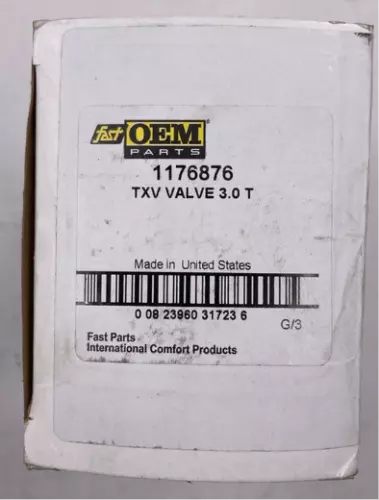 fast OEM
PARTS
1176876
TXV VALVE 3.0 T
Made in United States
0 08 23960 31723 6
G/3
Fast Parts
International Comfort Products